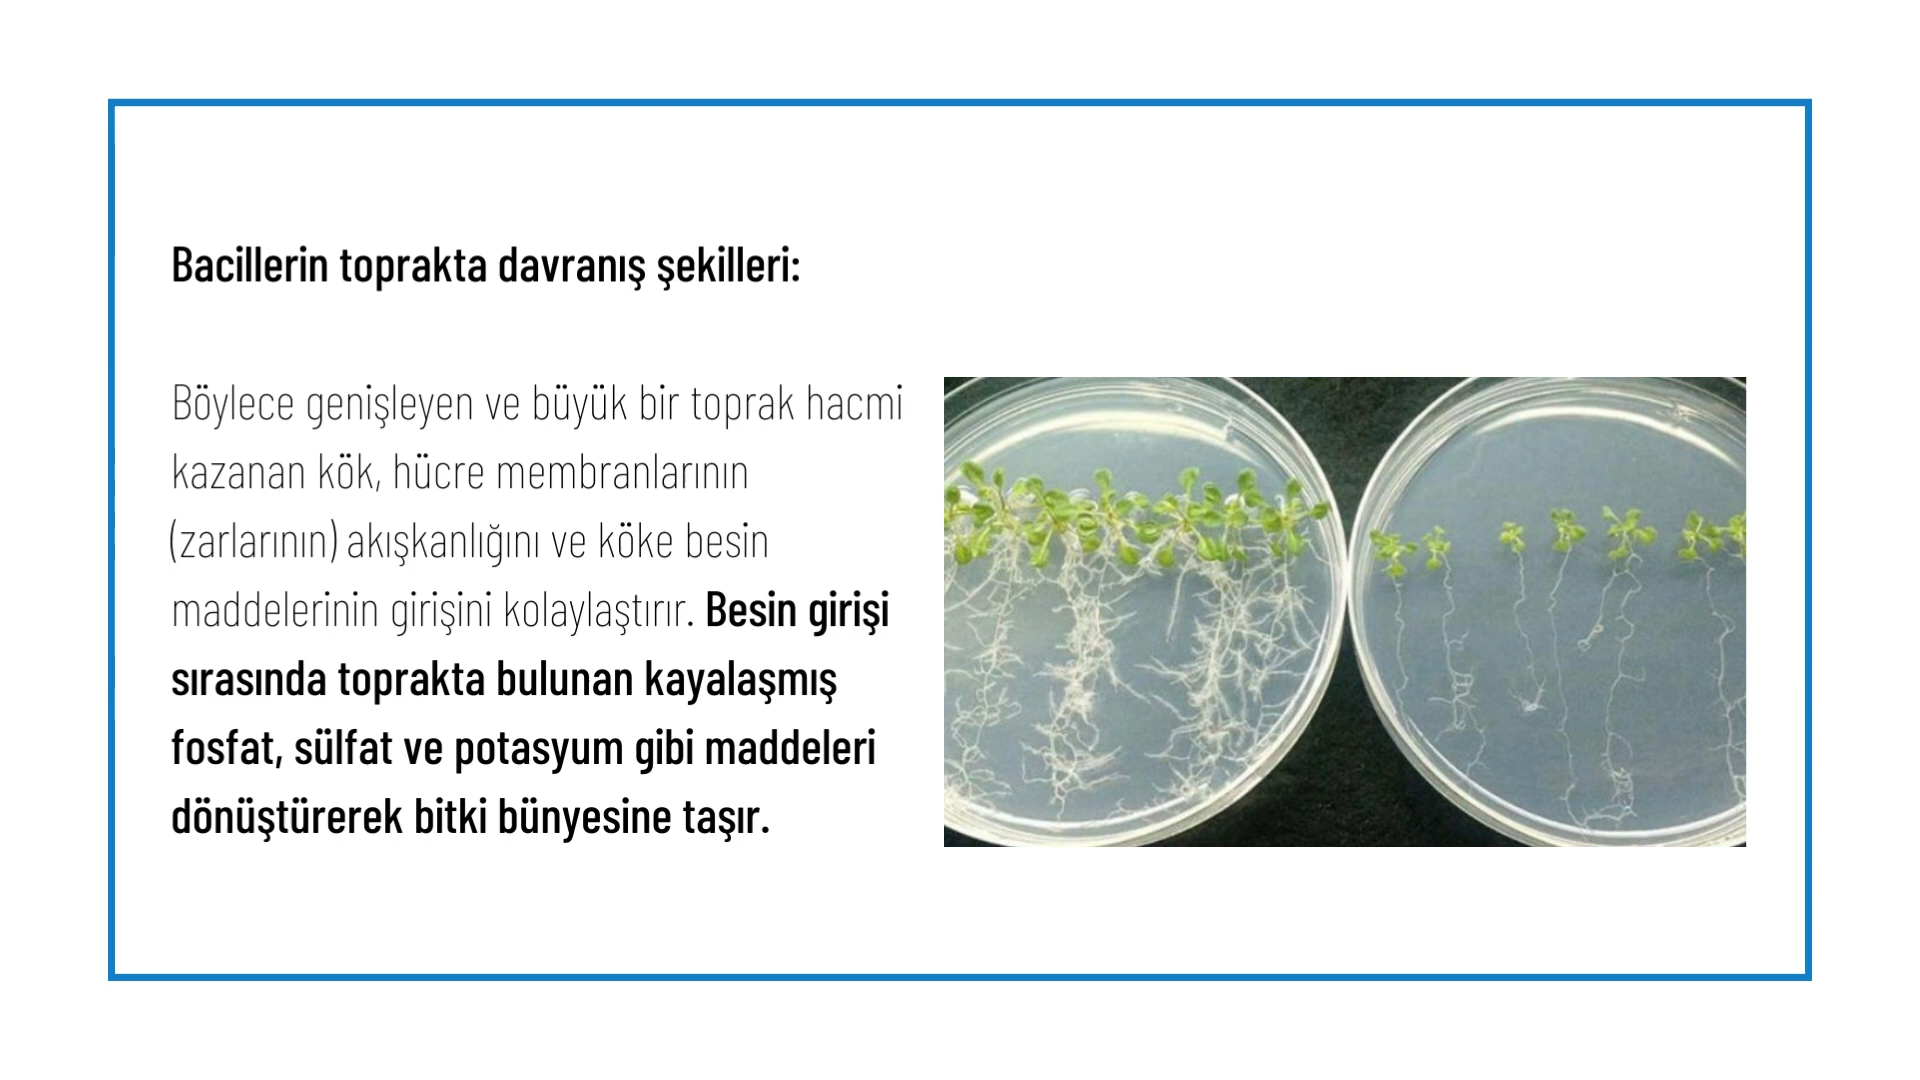 Bacillerin toprakta davranış şekilleri:
Böylece genişleyen ve büyük bir toprak hacmi
kazanan kök, hücre membranlarının
(zarlarının) akışkanlığını ve köke besin
maddelerinin girişini kolaylaştırır. Besin girişi
sırasında toprakta bulunan kayalaşmış
fosfat, sülfat ve potasyum gibi maddeleri
dönüştürerek bitki bünyesine taşır.